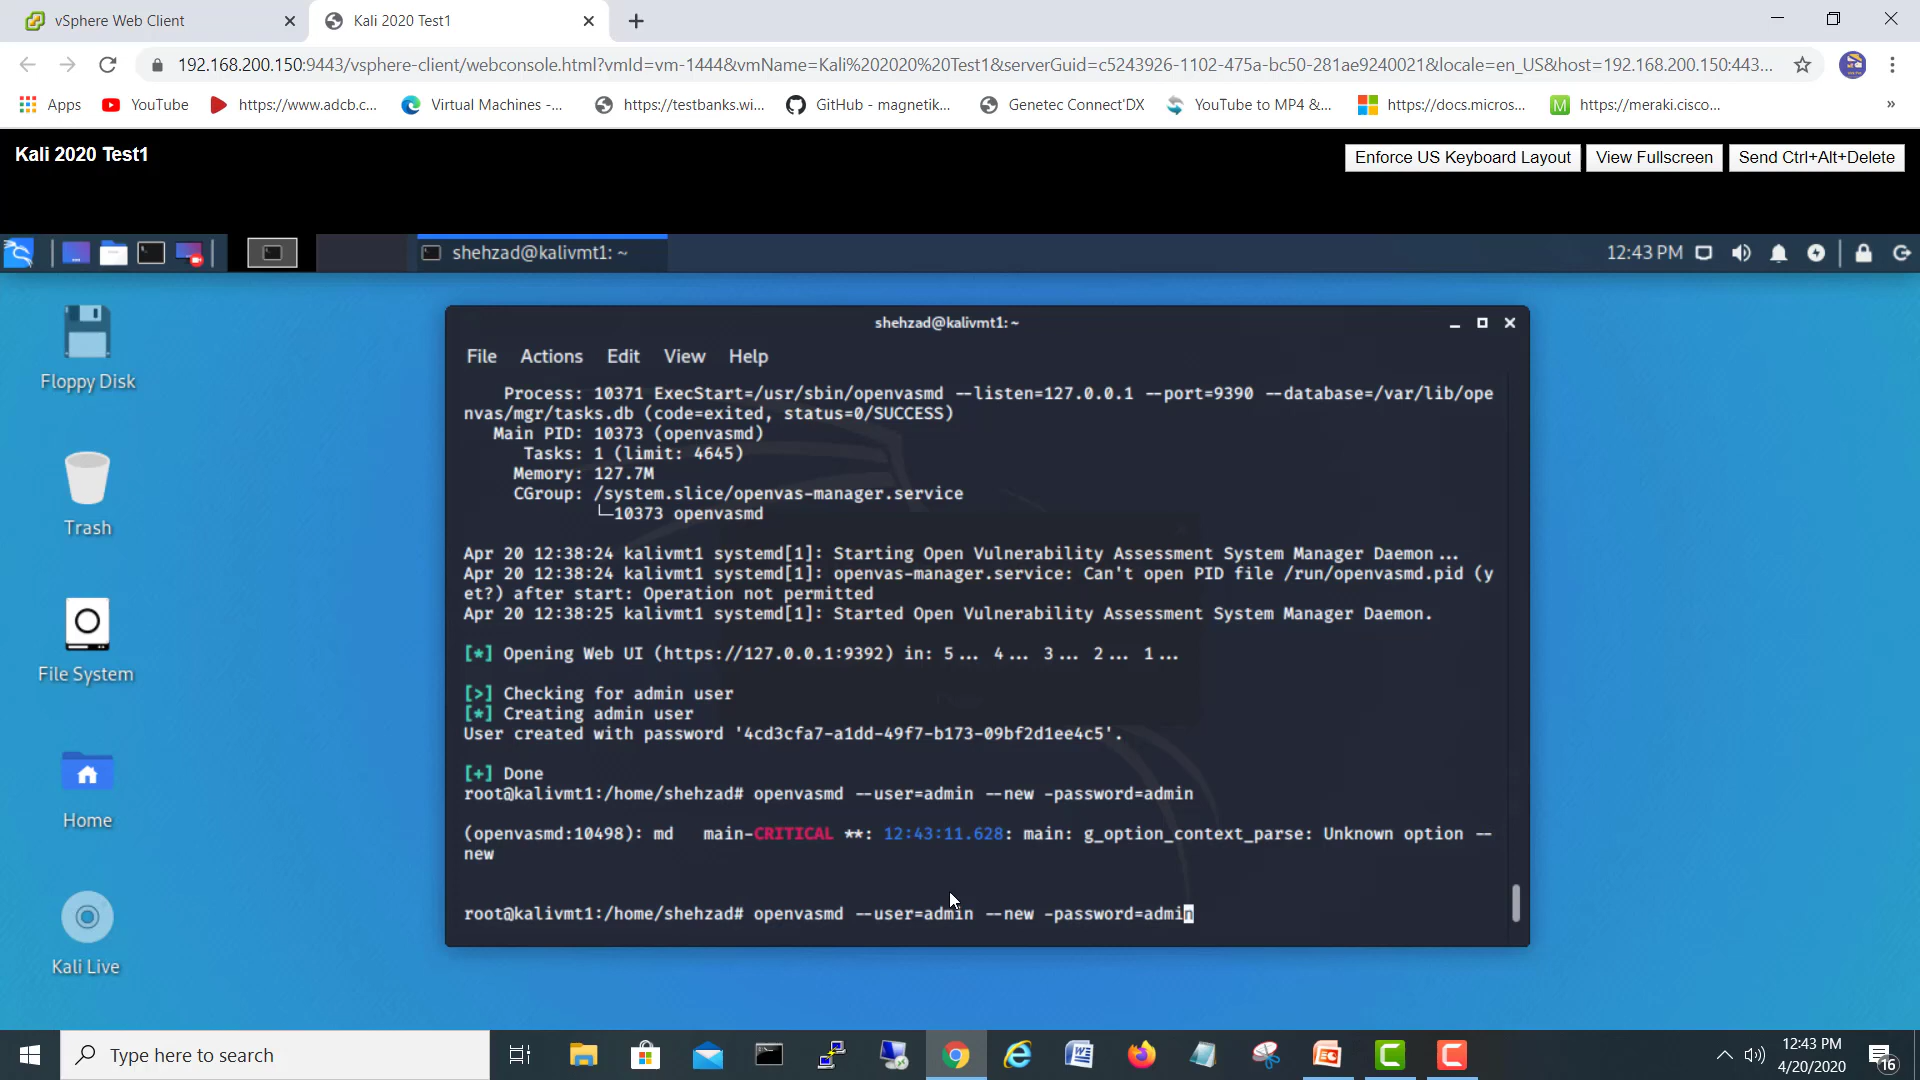 vSphere Web Client
Kali 2020 Test1
192.168.200.150:9443/vsphere-client/webconsole.html?vmId=vm-1444&vmName=Kali%202020%20Test1&serverGuid=c5243926-1102-475a-bc50-281ae9240021&locale=en_US&host=192.168.200.150:443...
Apps
YouTube
https://www.adcb.c...
Virtual Machines -...
https://testbanks.wi...
GitHub - magnetik...
Genetec Connect'DX
YouTube to MP4 &...
https://docs.micros...
M
https://meraki.cisco...
»
Kali 2020 Test1
Enforce US Keyboard Layout
View Fullscreen
Send Ctrl+Alt+Delete
shehzad@kalivmt1: ~
12:43 PM
Floppy Disk
Trash
File System
Home
Kali Live
shehzad@kalivmt1: ~
File Actions Edit View Help
Process: 10371 ExecStart=/usr/sbin/openvasmd --listen=127.0.0.1 --port=9390 --database=/var/lib/ope
nvas/mgr/tasks.db (code=exited, status=0/SUCCESS)
Main PID: 10373 (openvasmd)
Tasks: 1 (limit: 4645)
Memory: 127.7M
CGroup: /system.slice/openvas-manager.service
└─10373 openvasmd
Apr 20 12:38:24 kalivmt1 systemd[1]: Starting Open Vulnerability Assessment System Manager Daemon...
Apr 20 12:38:24 kalivmt1 systemd[1]: openvas-manager.service: Can't open PID file /run/openvasmd.pid (y
et?) after start: Operation not permitted
Apr 20 12:38:25 kalivmt1 systemd[1]: Started Open Vulnerability Assessment System Manager Daemon.
[*] Opening Web UI (https://127.0.0.1:9392) in: 5... 4... 3... 2... 1...
[>] Checking for admin user
[*] Creating admin user
User created with password '4cd3cfa7-a1dd-49f7-b173-09bf2d1ee4c5'.
[+] Done
root@kalivmt1:/home/shehzad# openvasmd --user=admin --new -password=admin
(openvasmd:10498): md   main-CRITICAL **: 12:43:11.628: main: g_option_context_parse: Unknown option --
new
root@kalivmt1:/home/shehzad# openvasmd --user=admin --new -password=admin
Type here to search
12:43 PM
4/20/2020
16